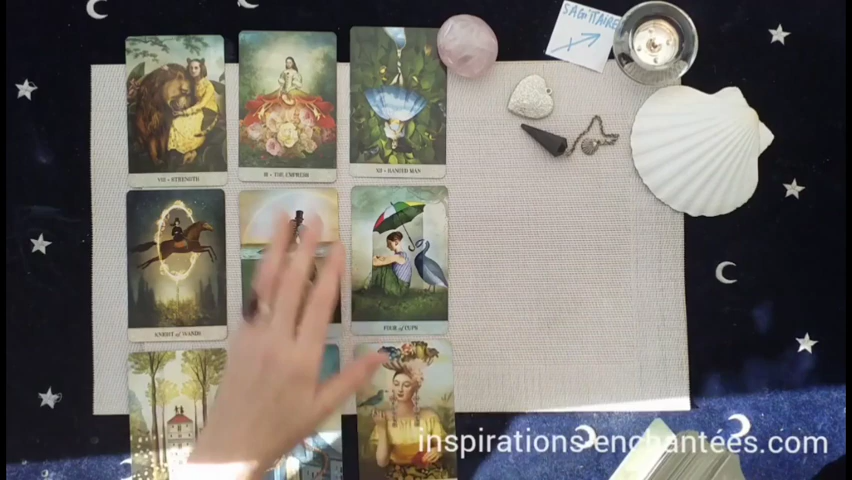 SAGITTAIRE
VIII • STRENGTH
III • THE EMPRESS
XII • HANGED MAN
KNIGHT of WANDS
FOUR of CUPS
inspirations-enchantées.com